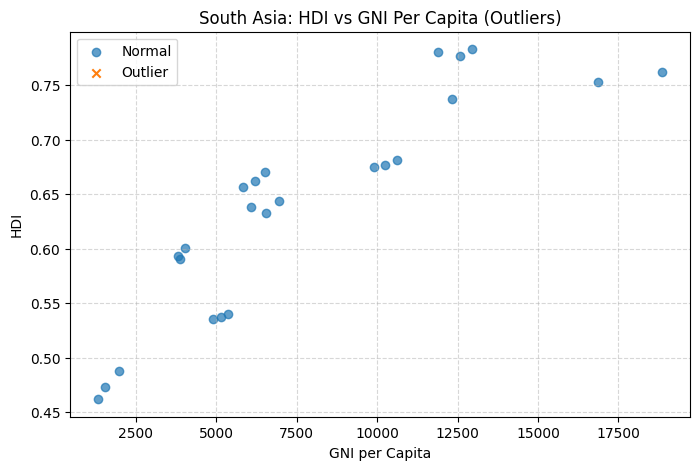 South Asia: HDI vs GNI Per Capita (Outliers)
Normal
Outlier
0.75
0.70
0.65
0.60
0.55
0.50
0.45
HDI
2500 5000 7500 10000 12500 15000 17500
GNI per Capita